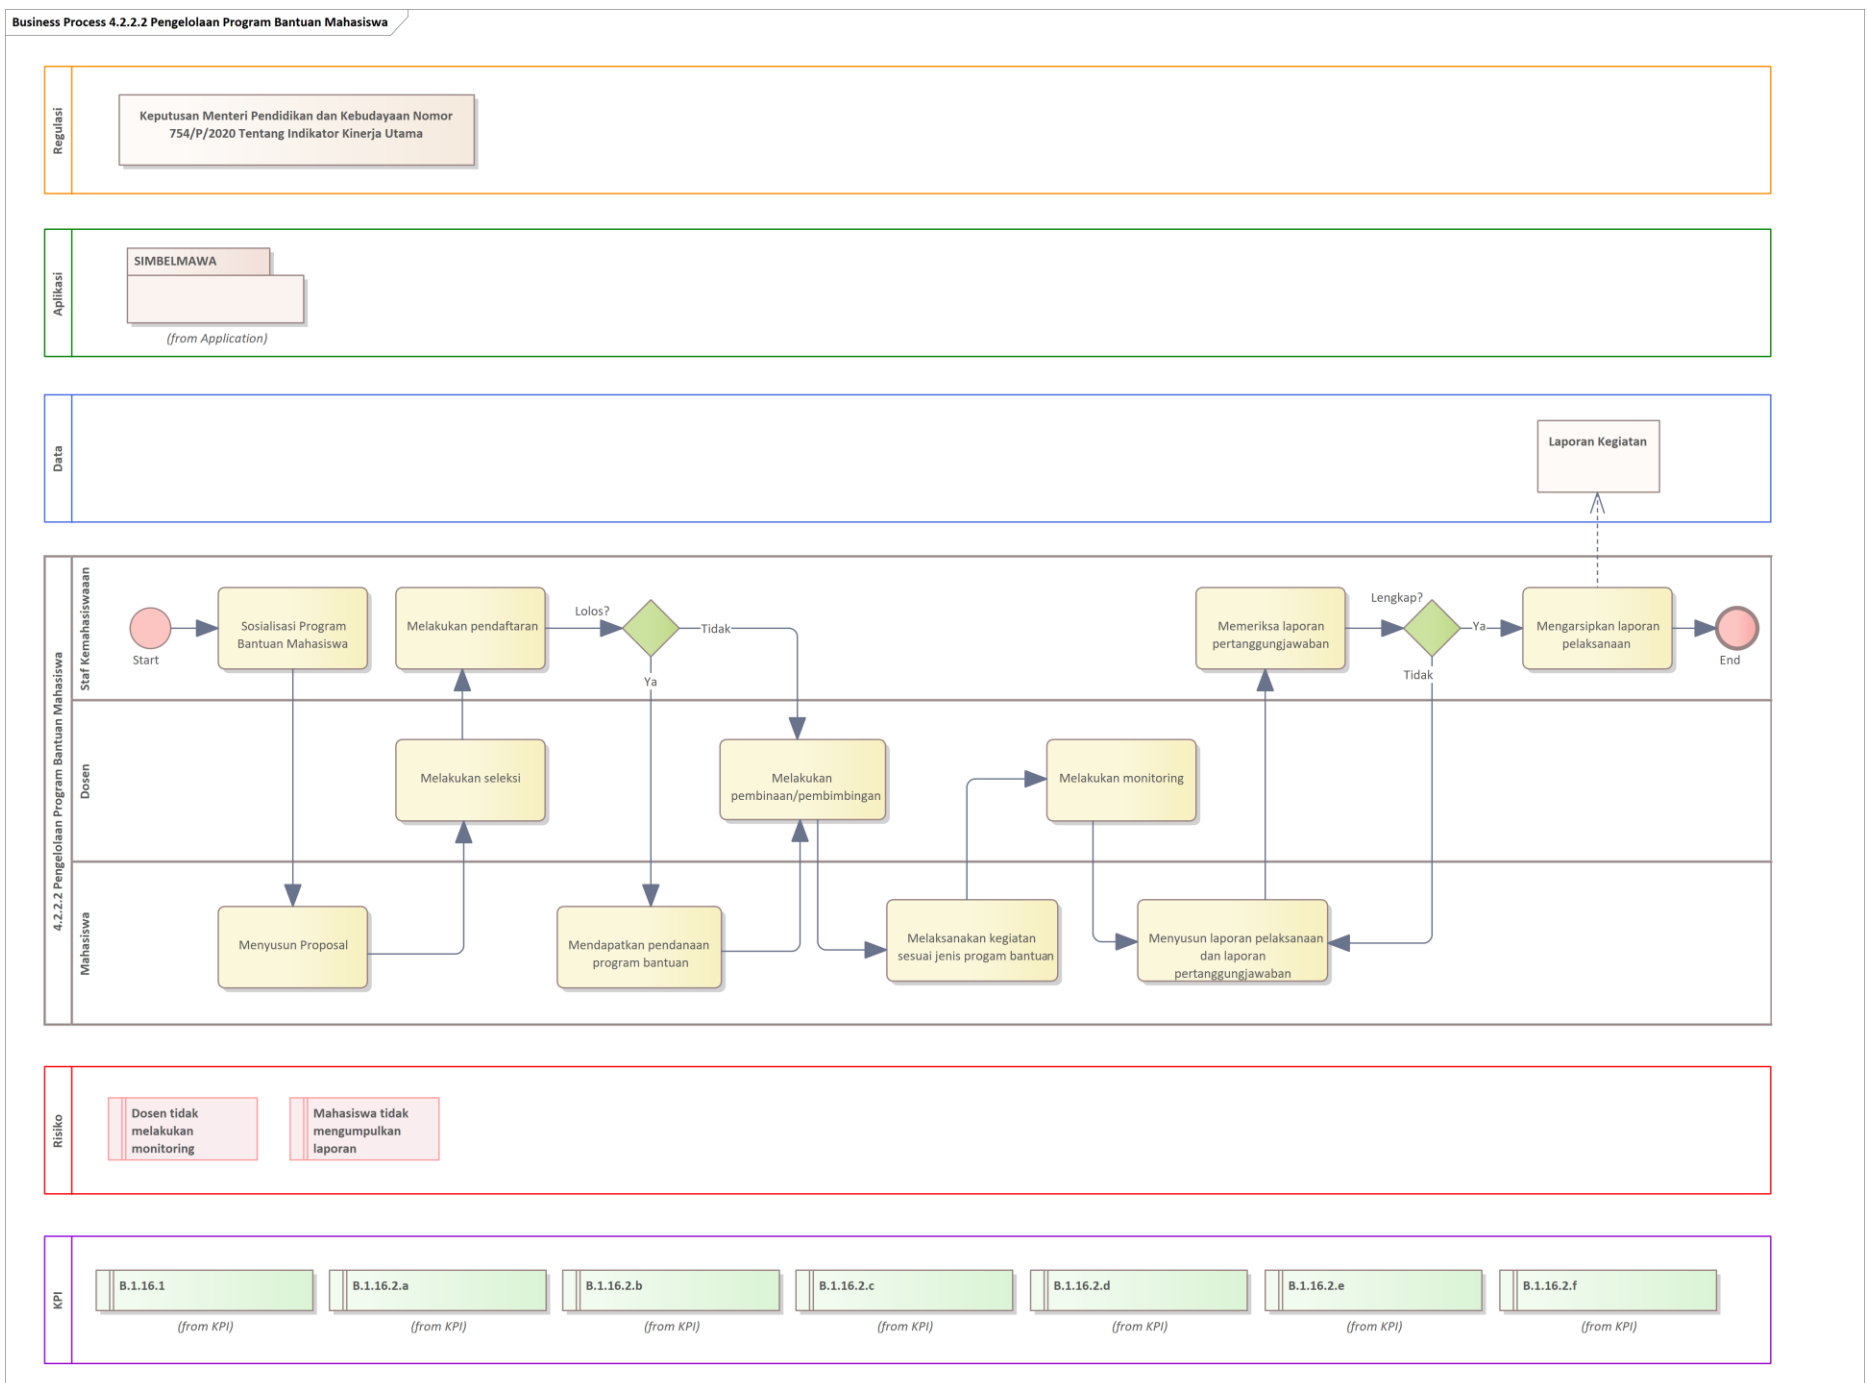 Business Process 4.2.2.2 Pengelolaan Program Bantuan Mahasiswa
Regulasi
Keputusan Menteri Pendidikan dan Kebudayaan Nomor
754/P/2020 Tentang Indikator Kinerja Utama
Aplikasi
SIMBELMAWA
(from Application)
Data
Laporan Kegiatan
4.2.2.2 Pengelolaan Program Bantuan Mahasiswa
Staf Kemahasiswaaan
Start
Sosialisasi Program
Bantuan Mahasiswa
Melakukan pendaftaran
Lolos?
Tidak
Ya
Memeriksa laporan
pertanggungjawaban
Lengkap?
Ya
Tidak
Mengarsipkan laporan
pelaksanaan
End
Dosen
Melakukan seleksi
Melakukan
pembinaan/pembimbingan
Melakukan monitoring
Mahasiswa
Menyusun Proposal
Mendapatkan pendanaan
program bantuan
Melaksanakan kegiatan
sesuai jenis progam bantuan
Menyusun laporan pelaksanaan
dan laporan
pertanggungjawaban
Risiko
Dosen tidak
melakukan
monitoring
Mahasiswa tidak
mengumpulkan
laporan
KPI
B.1.16.1
(from KPI)
B.1.16.2.a
(from KPI)
B.1.16.2.b
(from KPI)
B.1.16.2.c
(from KPI)
B.1.16.2.d
(from KPI)
B.1.16.2.e
(from KPI)
B.1.16.2.f
(from KPI)